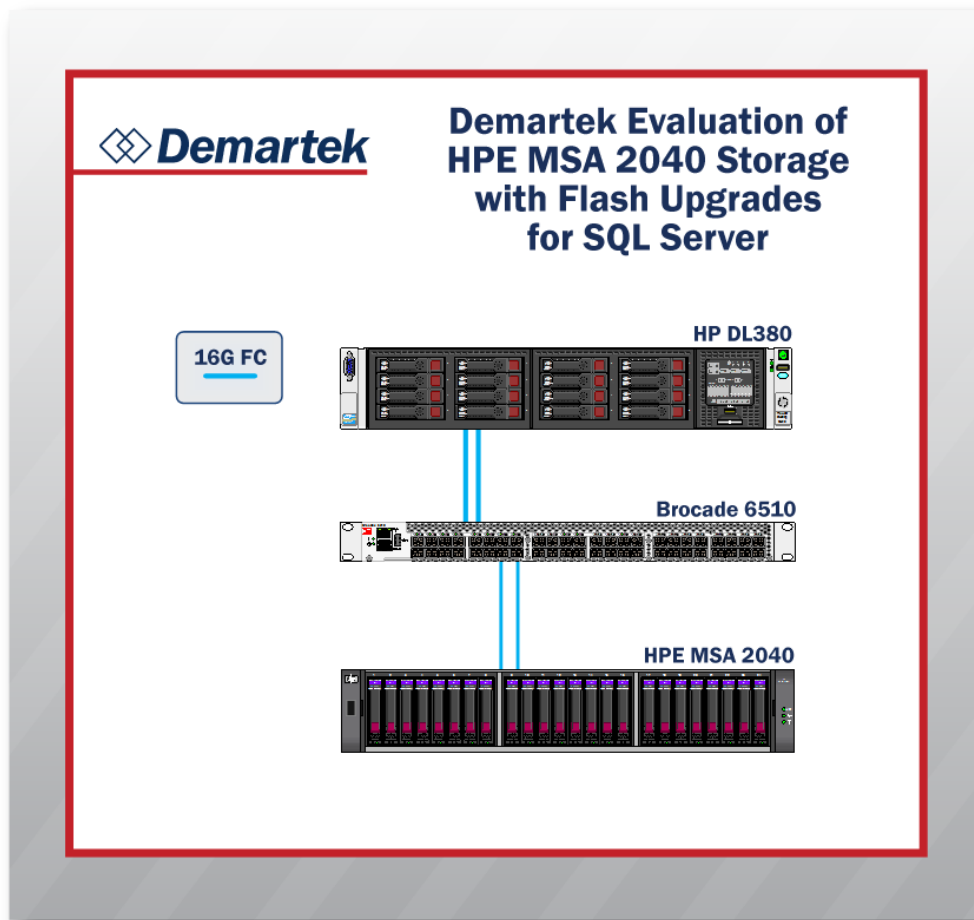 Demartek
Demartek Evaluation of
HPE MSA 2040 Storage
with Flash Upgrades
for SQL Server
16G FC
HP DL380
Brocade 6510
HPE MSA 2040